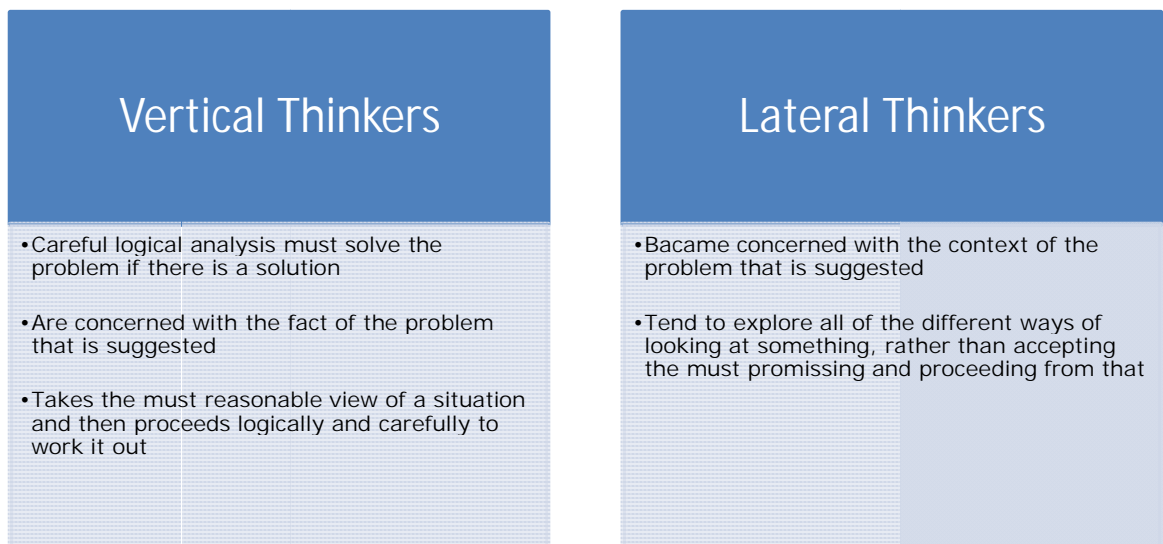 Vertical Thinkers
•Careful logical analysis must solve the
problem if there is a solution
•Are concerned with the fact of the problem
that is suggested
•Takes the must reasonable view of a situation
and then proceeds logically and carefully to
work it out
Lateral Thinkers
•Bacame concerned with the context of the
problem that is suggested
•Tend to explore all of the different ways of
looking at something, rather than accepting
the must promissing and proceeding from that